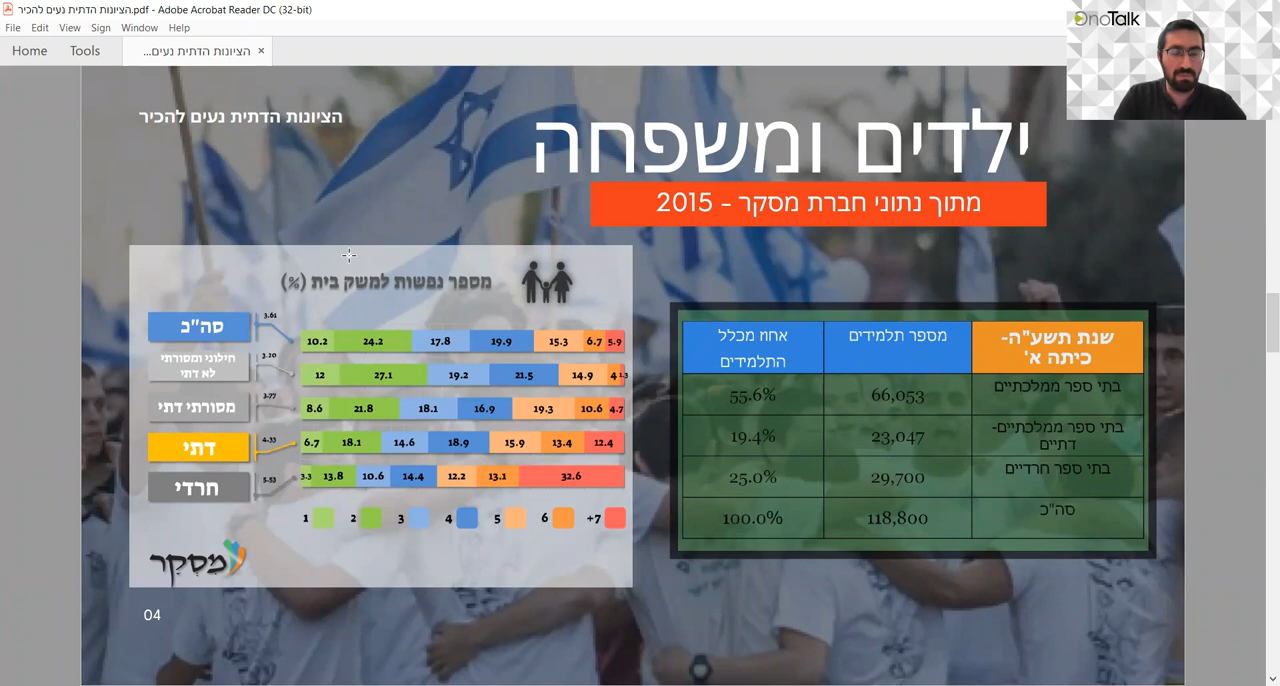 הציונות הדתית נעים להכיר.pdf - Adobe Acrobat Reader DC (32-bit)
File Edit View Sign Window Help
Home Tools הציונות הדתית נעים... ×
OnoTalk
הציונות הדתית נעים להכיר
ילדים ומשפחה
מתוך נתוני חברת מסקר - 2015
מספר נפשות למשק בית (%)
סה"כ 3.61 10.2 24.2 17.8 19.9 15.3 6.7 5.9
חילוני ומסורתי לא דתי 3.20 12 27.1 19.2 21.5 14.9 4 1.3
מסורתי דתי 3.77 8.6 21.8 18.1 16.9 19.3 10.6 4.7
דתי 4.33 6.7 18.1 14.6 18.9 15.9 13.4 12.4
חרדי 5.53 3.3 13.8 10.6 14.4 12.2 13.1 32.6
1 2 3 4 5 6 +7
מסקר
04
שנת תשע"ה- כיתה א' מספר תלמידים אחוז מכלל התלמידים
בתי ספר ממלכתיים 66,053 55.6%
בתי ספר ממלכתיים-דתיים 23,047 19.4%
בתי ספר חרדיים 29,700 25.0%
סה"כ 118,800 100.0%